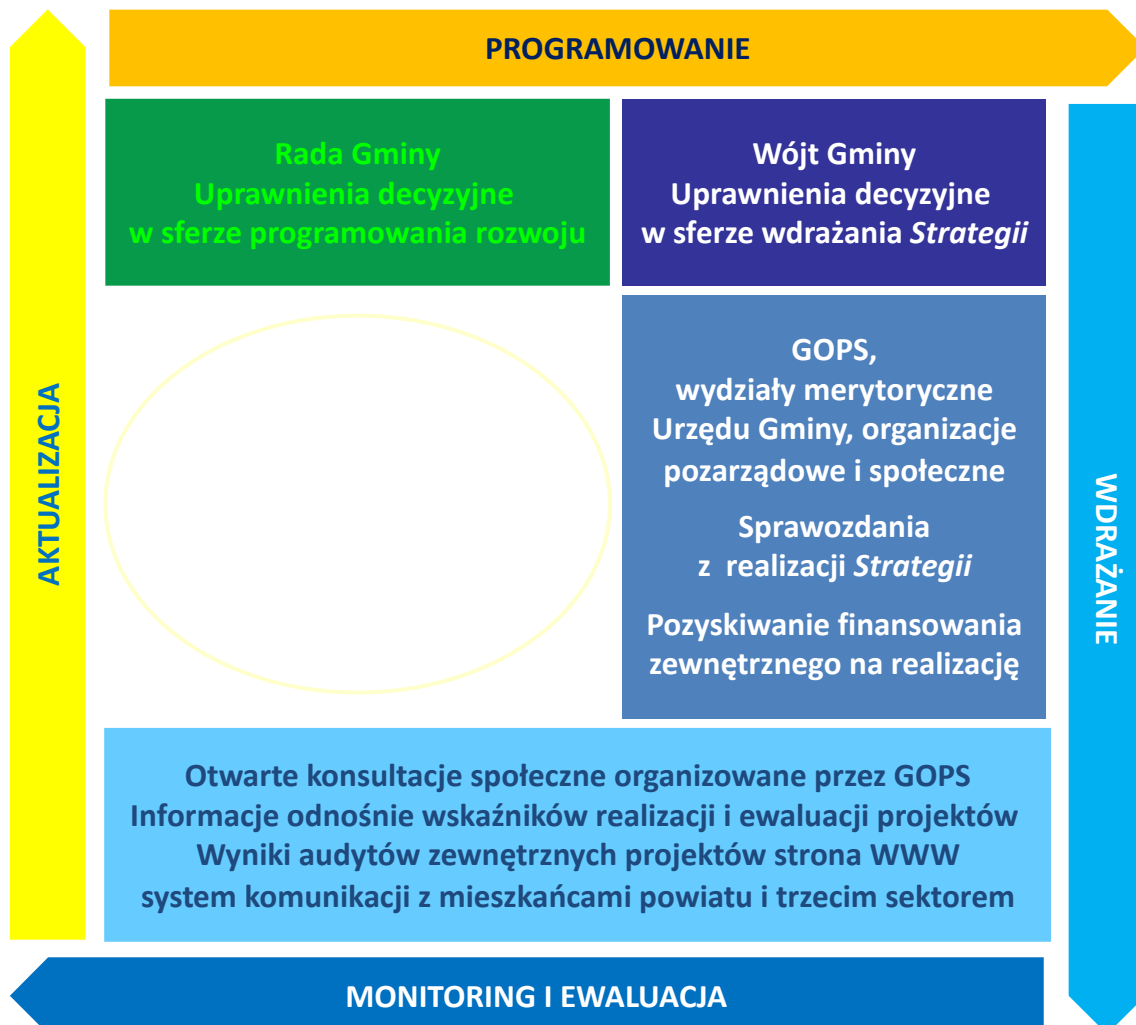 PROGRAMOWANIE
Rada Gminy
Uprawnienia decyzyjne
w sferze programowania rozwoju
Wójt Gminy
Uprawnienia decyzyjne
w sferze wdrażania Strategii
AKTUALIZACJA
GOPS,
wydziały merytoryczne
Urzędu Gminy, organizacje
pozarządowe i społeczne
Sprawozdania
z realizacji Strategii
Pozyskiwanie finansowania
zewnętrznego na realizację
WDRAŻANIE
Otwarte konsultacje społeczne organizowane przez GOPS
Informacje odnośnie wskaźników realizacji i ewaluacji projektów
Wyniki audytów zewnętrznych projektów strona WWW
system komunikacji z mieszkańcami powiatu i trzecim sektorem
MONITORING I EWALUACJA